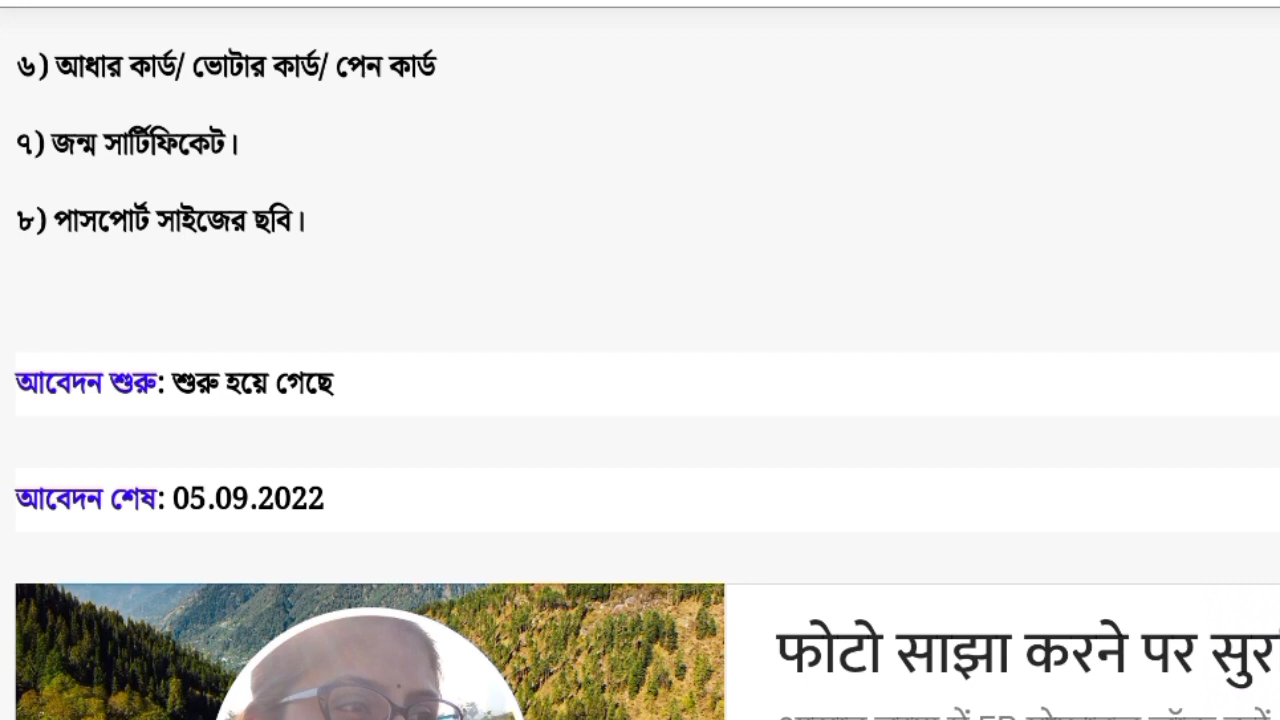 ৬) আধার কার্ড/ ভোটার কার্ড/ পেন কার্ড
৭) জন্ম সার্টিফিকেট।
৮) পাসপোর্ট সাইজের ছবি।
আবেদন শুরু: শুরু হয়ে গেছে
আবেদন শেষ: 05.09.2022
फोटो साझा करने पर